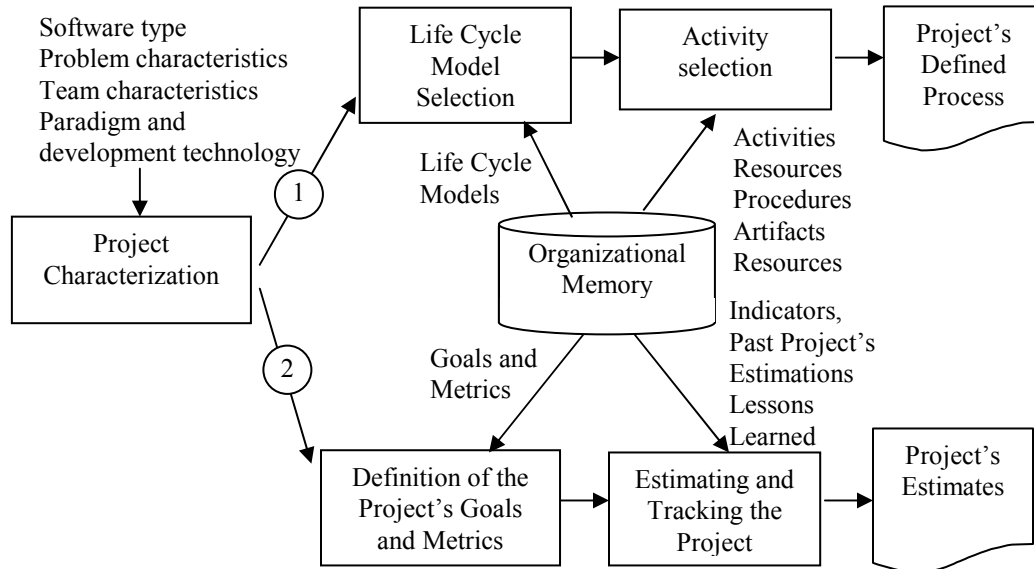 Software type
Problem characteristics
Team characteristics
Paradigm and
development technology
Project
Characterization
1
2
Life Cycle
Model
Selection
Activity
selection
Project’s
Defined
Process
Life Cycle
Models
Activities
Resources
Procedures
Artifacts
Resources
Organizational
Memory
Goals and
Metrics
Indicators,
Past Project’s
Estimations
Lessons
Learned
Definition of the
Project’s Goals
and Metrics
Estimating and
Tracking the
Project
Project’s
Estimates